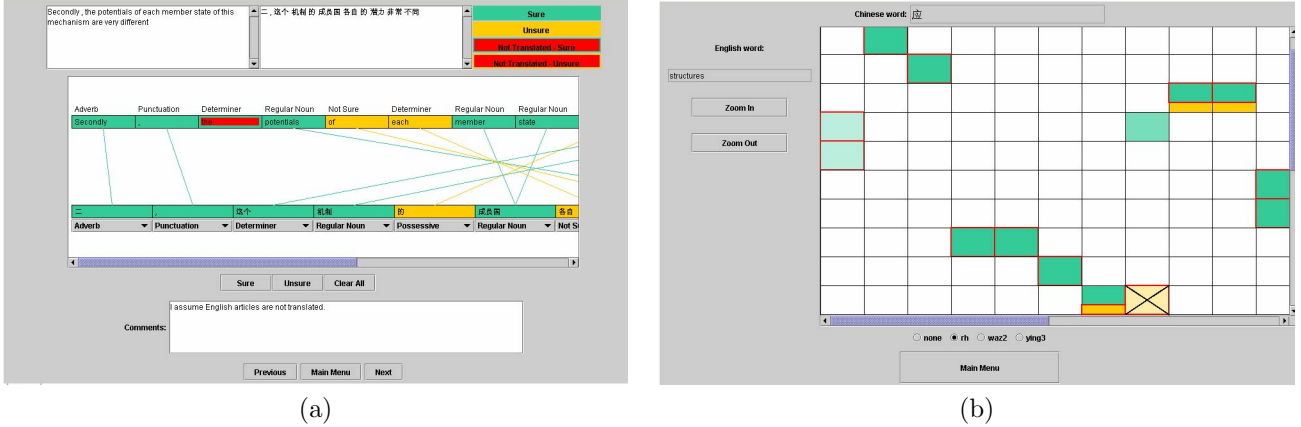 Secondly , the potentials of each member state of this
mechanism are very different
二 , 这个 机制 的 成员国 各自 的 潜力 非常 不同
Sure
Unsure
Not Translated - Sure
Not Translated - Unsure
Adverb Punctuation Determiner Regular Noun Not Sure Determiner Regular Noun Regular Noun
Secondly , the potentials of each member state
二 , 这个 机制 的 成员国 各自
Adverb Punctuation Determiner Regular Noun Possessive Regular Noun Not S
Sure Unsure Clear All
Comments:
I assume English articles are not translated.
Previous Main Menu Next
(a)
Chinese word: 应
English word:
structures
Zoom In
Zoom Out
none rh waz2 ying3
Main Menu
(b)